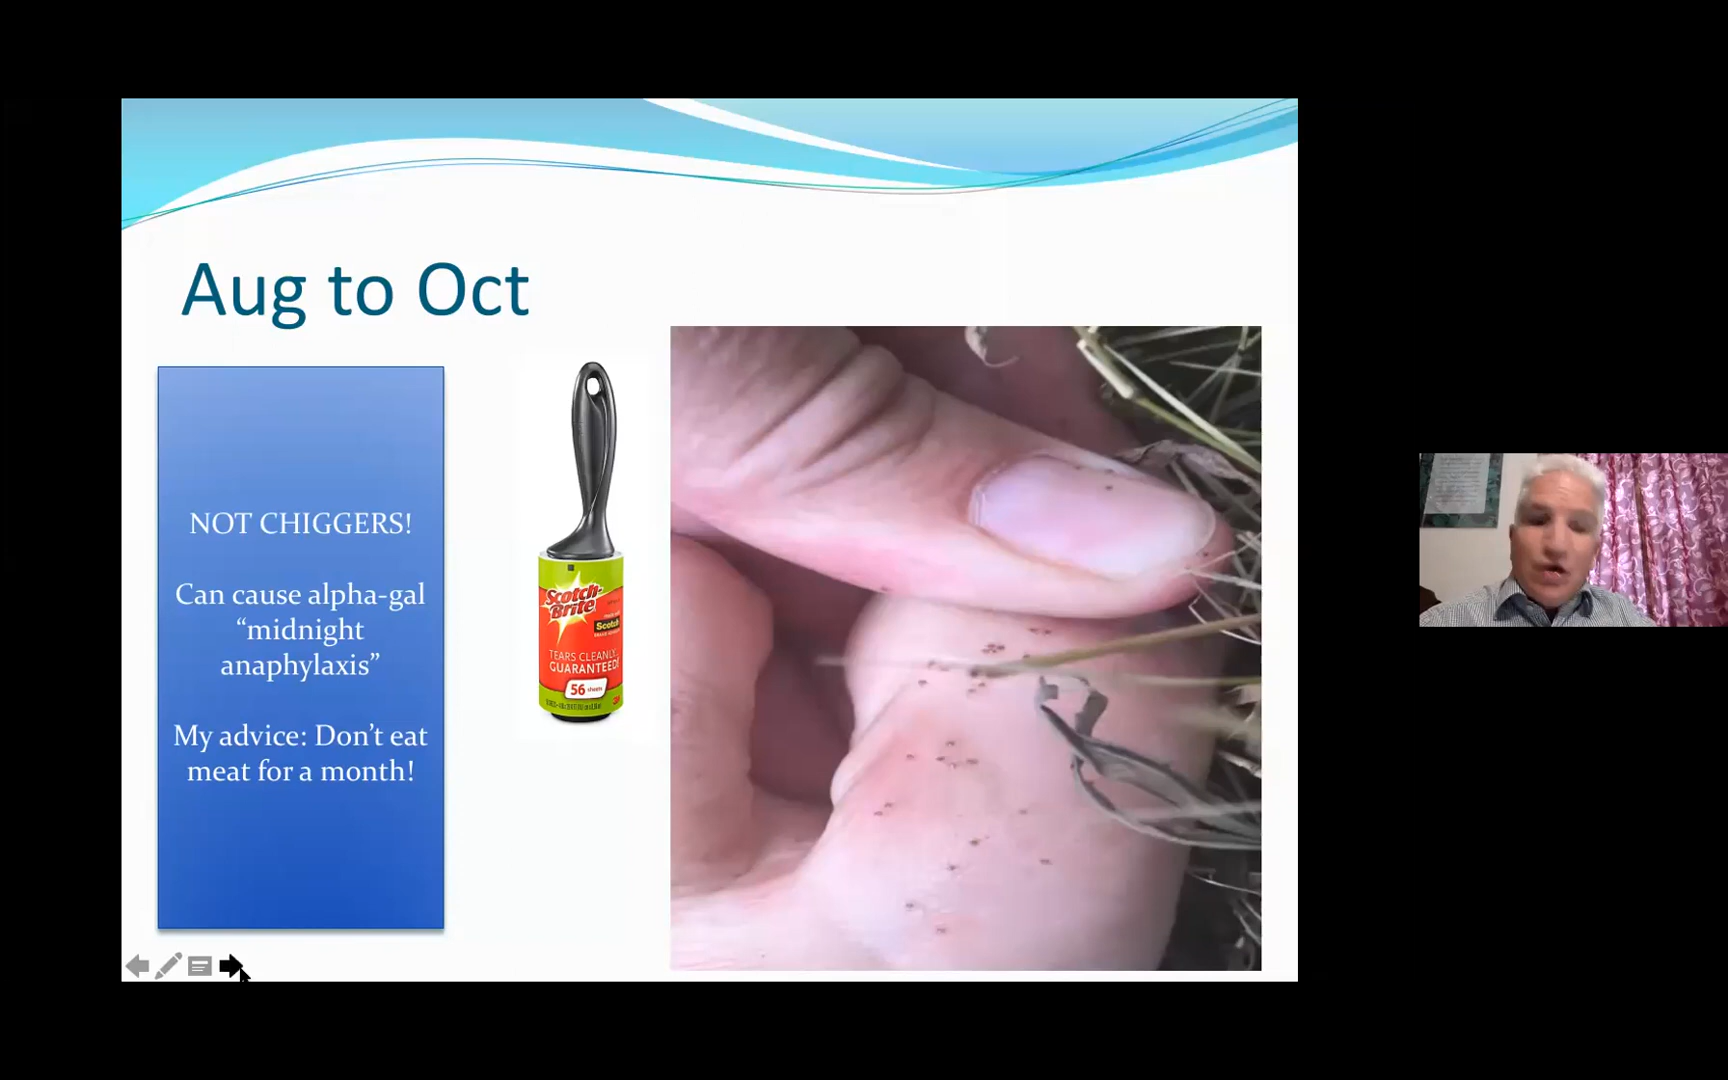 Aug to Oct
NOT CHIGGERS!
Can cause alpha-gal
“midnight
anaphylaxis”
My advice: Don’t eat
meat for a month!
Scotch-
Brite
Scotch
TEARS CLEANLY,
GUARANTEED!
56 sheets
3M